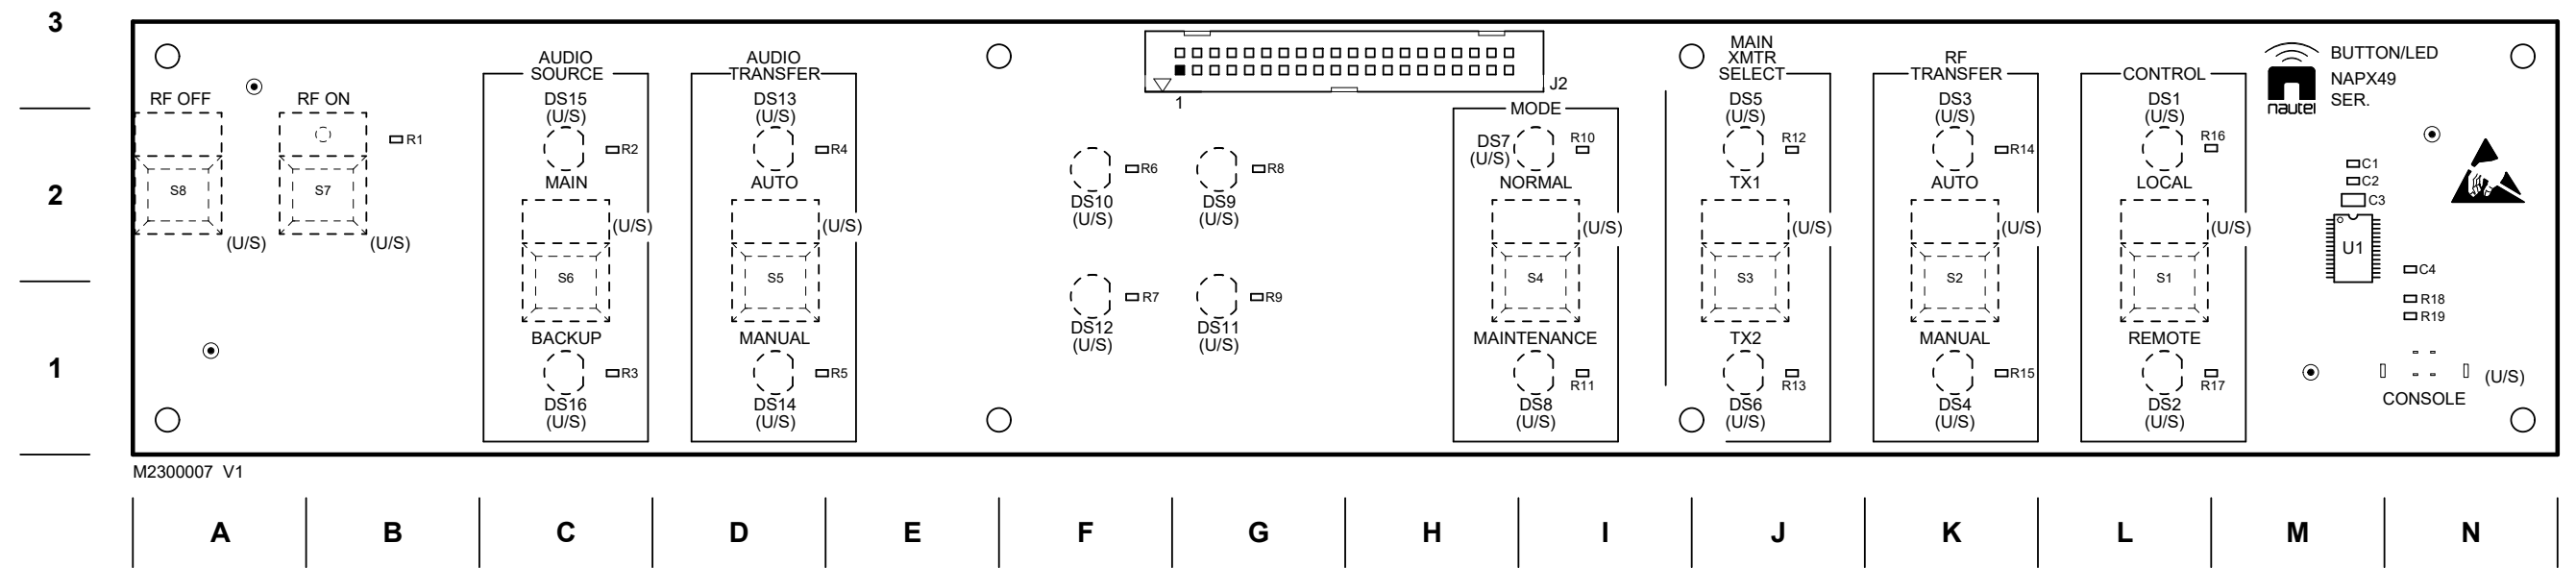 3
2
1
RF OFF
S8
(U/S)
RF ON
S7
(U/S)
R1
AUDIO
SOURCE
DS15
(U/S)
R2
MAIN
(U/S)
S6
BACKUP
R3
DS16
(U/S)
AUDIO
TRANSFER
DS13
(U/S)
R4
AUTO
(U/S)
S5
MANUAL
R5
DS14
(U/S)
R6
DS10
(U/S)
R8
DS9
(U/S)
R7
DS12
(U/S)
R9
DS11
(U/S)
J2
1
MODE
DS7
(U/S)
R10
NORMAL
(U/S)
S4
MAINTENANCE
R11
DS8
(U/S)
MAIN
XMTR
SELECT
DS5
(U/S)
R12
TX1
(U/S)
S3
TX2
R13
DS6
(U/S)
RF
TRANSFER
DS3
(U/S)
R14
AUTO
(U/S)
S2
MANUAL
R15
DS4
(U/S)
CONTROL
DS1
(U/S)
R16
LOCAL
(U/S)
S1
REMOTE
R17
DS2
(U/S)
nautel
BUTTON/LED
NAPX49
SER.
C1
C2
C3
U1
C4
R18
R19
(U/S)
CONSOLE
M2300007 V1
A B C D E F G H I J K L M N